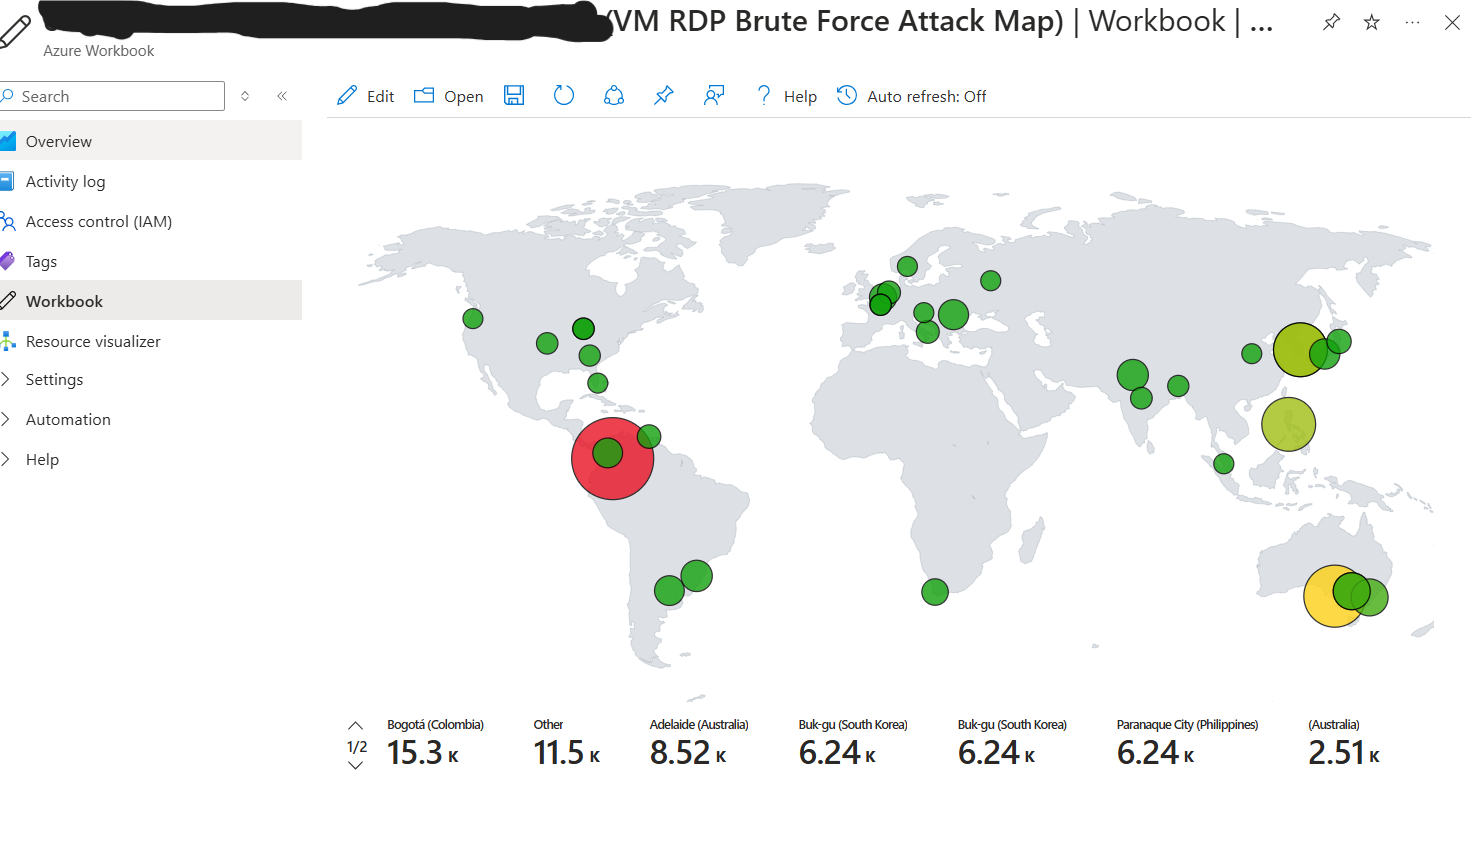 (VM RDP Brute Force Attack Map) | Workbook | ...
Azure Workbook
Search
Edit
Open
Help
Auto refresh: Off
Overview
Activity log
Access control (IAM)
Tags
Workbook
Resource visualizer
Settings
Automation
Help
1/2
Bogotá (Colombia)
15.3 K
Other
11.5 K
Adelaide (Australia)
8.52 K
Buk-gu (South Korea)
6.24 K
Buk-gu (South Korea)
6.24 K
Paranaque City (Philippines)
6.24 K
(Australia)
2.51 K